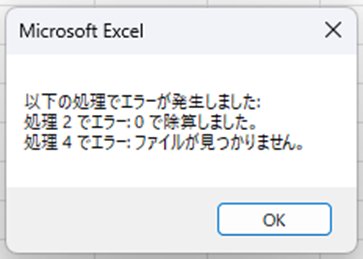 Microsoft Excel
以下の処理でエラーが発生しました:
処理 2 でエラー: 0 で除算しました。
処理 4 でエラー: ファイルが見つかりません。
OK